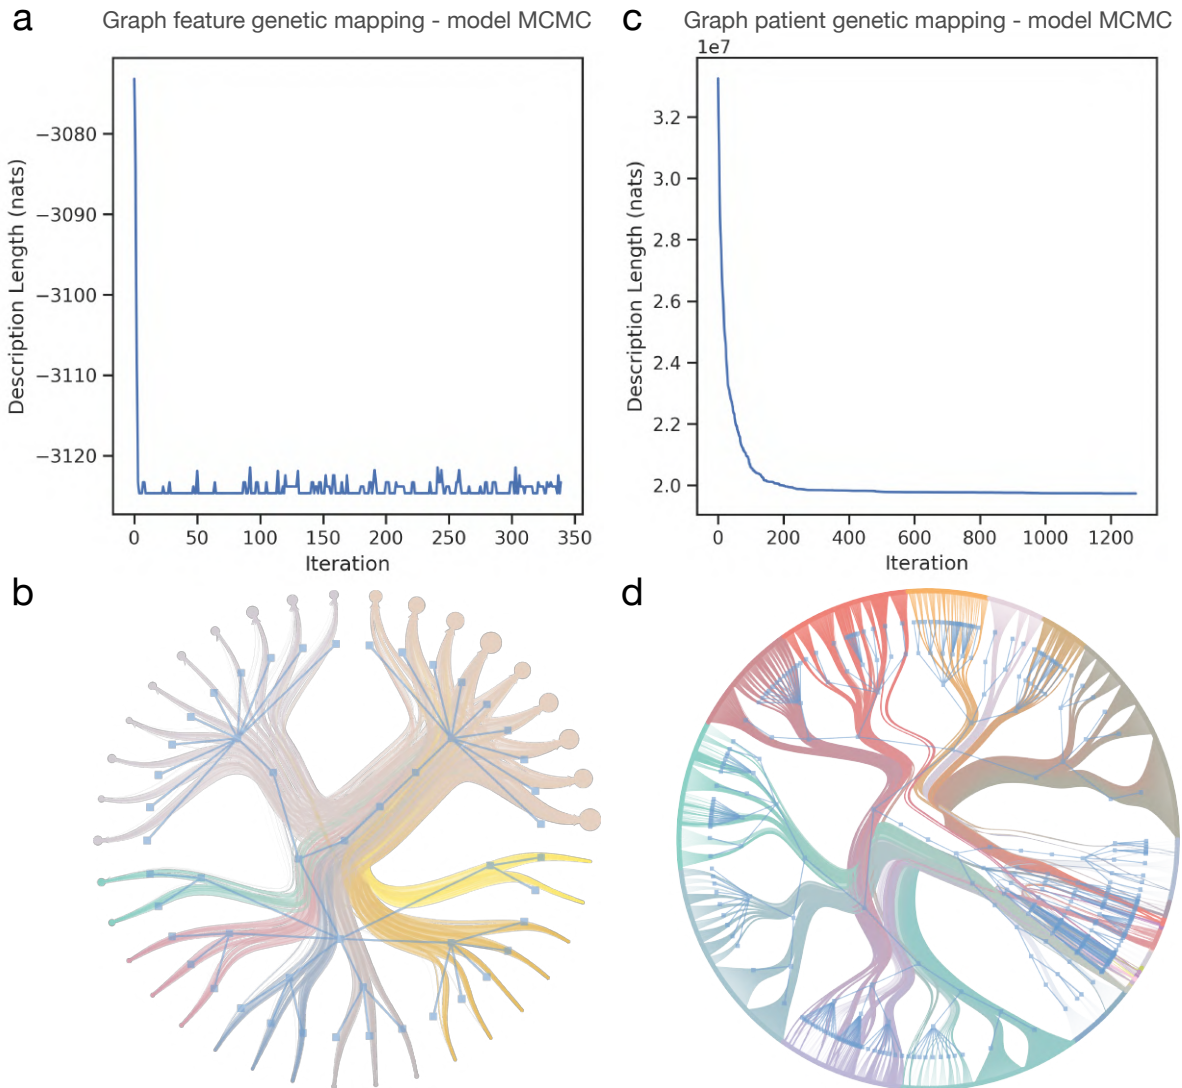 a
Graph feature genetic mapping - model MCMC
−3080
−3090
−3100
−3110
−3120
Description Length (nats)
0 50 100 150 200 250 300 350
Iteration
c
Graph patient genetic mapping - model MCMC
1e7
3.2
3.0
2.8
2.6
2.4
2.2
2.0
Description Length (nats)
0 200 400 600 800 1000 1200
Iteration
b
d